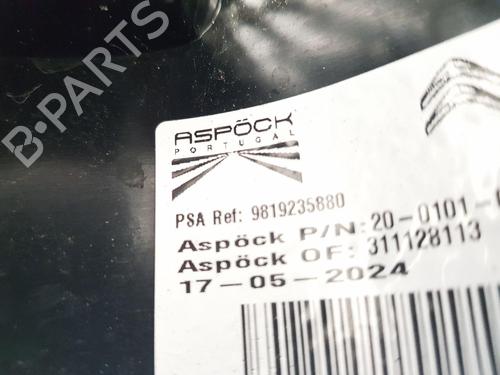 B-PARTS
ASPÖCK
PORTUGAL
PSA Ref: 9819235880
Aspöck P/N: 20-0101-
Aspöck OF: 311128113
17-05-2024